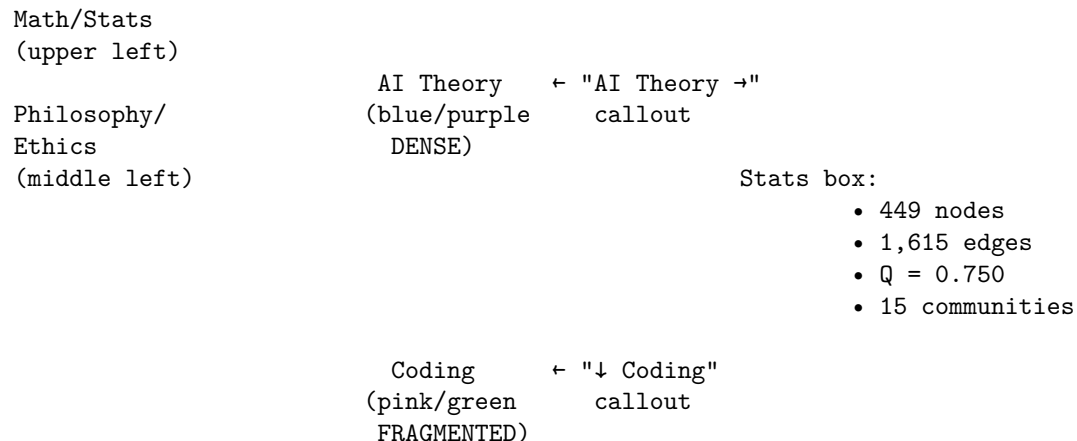 Math/Stats
(upper left)
AI Theory ← "AI Theory →"
Philosophy/ (blue/purple callout
Ethics DENSE)
(middle left) Stats box:
• 449 nodes
• 1,615 edges
• Q = 0.750
• 15 communities
Coding ← "↓ Coding"
(pink/green callout
FRAGMENTED)